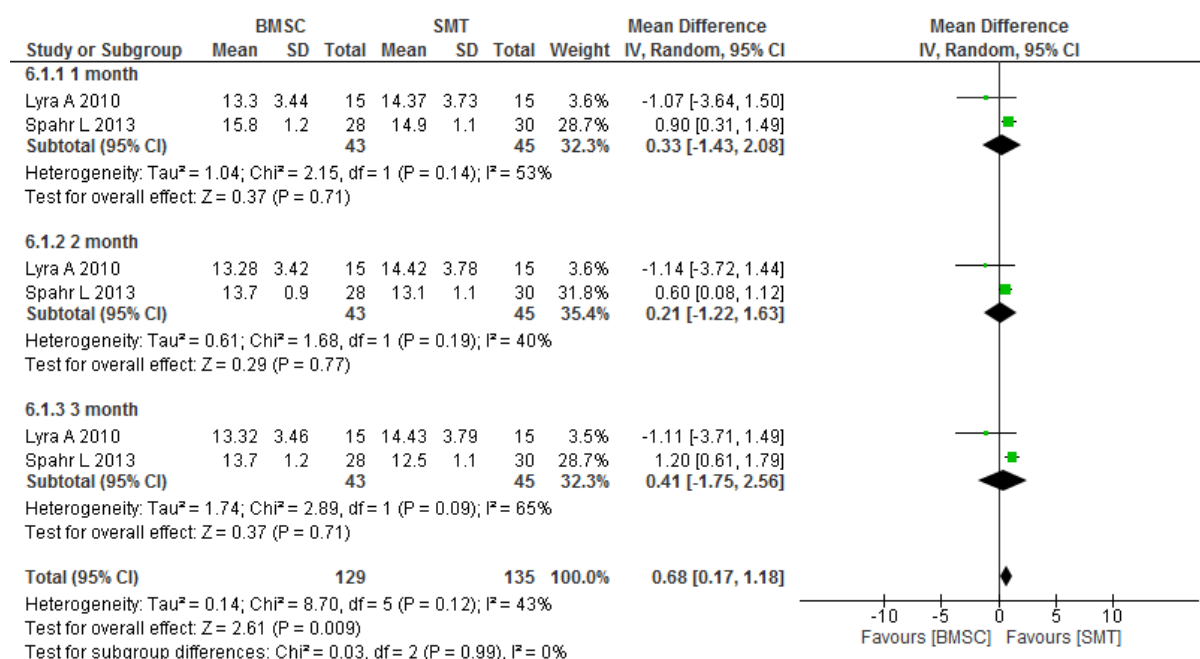 BMSC SMT Mean Difference Mean Difference
Study or Subgroup Mean SD Total Mean SD Total Weight IV, Random, 95% CI IV, Random, 95% CI
6.1.1 1 month
Lyra A 2010 13.3 3.44 15 14.37 3.73 15 3.6% -1.07 [-3.64, 1.50]
Spahr L 2013 15.8 1.2 28 14.9 1.1 30 28.7% 0.90 [0.31, 1.49]
Subtotal (95% CI) 43 45 32.3% 0.33 [-1.43, 2.08]
Heterogeneity: Tau² = 1.04; Chi² = 2.15, df = 1 (P = 0.14); I² = 53%
Test for overall effect: Z = 0.37 (P = 0.71)
6.1.2 2 month
Lyra A 2010 13.28 3.42 15 14.42 3.78 15 3.6% -1.14 [-3.72, 1.44]
Spahr L 2013 13.7 0.9 28 13.1 1.1 30 31.8% 0.60 [0.08, 1.12]
Subtotal (95% CI) 43 45 35.4% 0.21 [-1.22, 1.63]
Heterogeneity: Tau² = 0.61; Chi² = 1.68, df = 1 (P = 0.19); I² = 40%
Test for overall effect: Z = 0.29 (P = 0.77)
6.1.3 3 month
Lyra A 2010 13.32 3.46 15 14.43 3.79 15 3.5% -1.11 [-3.71, 1.49]
Spahr L 2013 13.7 1.2 28 12.5 1.1 30 28.7% 1.20 [0.61, 1.79]
Subtotal (95% CI) 43 45 32.3% 0.41 [-1.75, 2.56]
Heterogeneity: Tau² = 1.74; Chi² = 2.89, df = 1 (P = 0.09); I² = 65%
Test for overall effect: Z = 0.37 (P = 0.71)
Total (95% CI) 129 135 100.0% 0.68 [0.17, 1.18]
Heterogeneity: Tau² = 0.14; Chi² = 8.70, df = 5 (P = 0.12); I² = 43%
Test for overall effect: Z = 2.61 (P = 0.009)
Test for subgroup differences: Chi² = 0.03, df = 2 (P = 0.99), I² = 0%
-10 -5 0 5 10
Favours [BMSC] Favours [SMT]